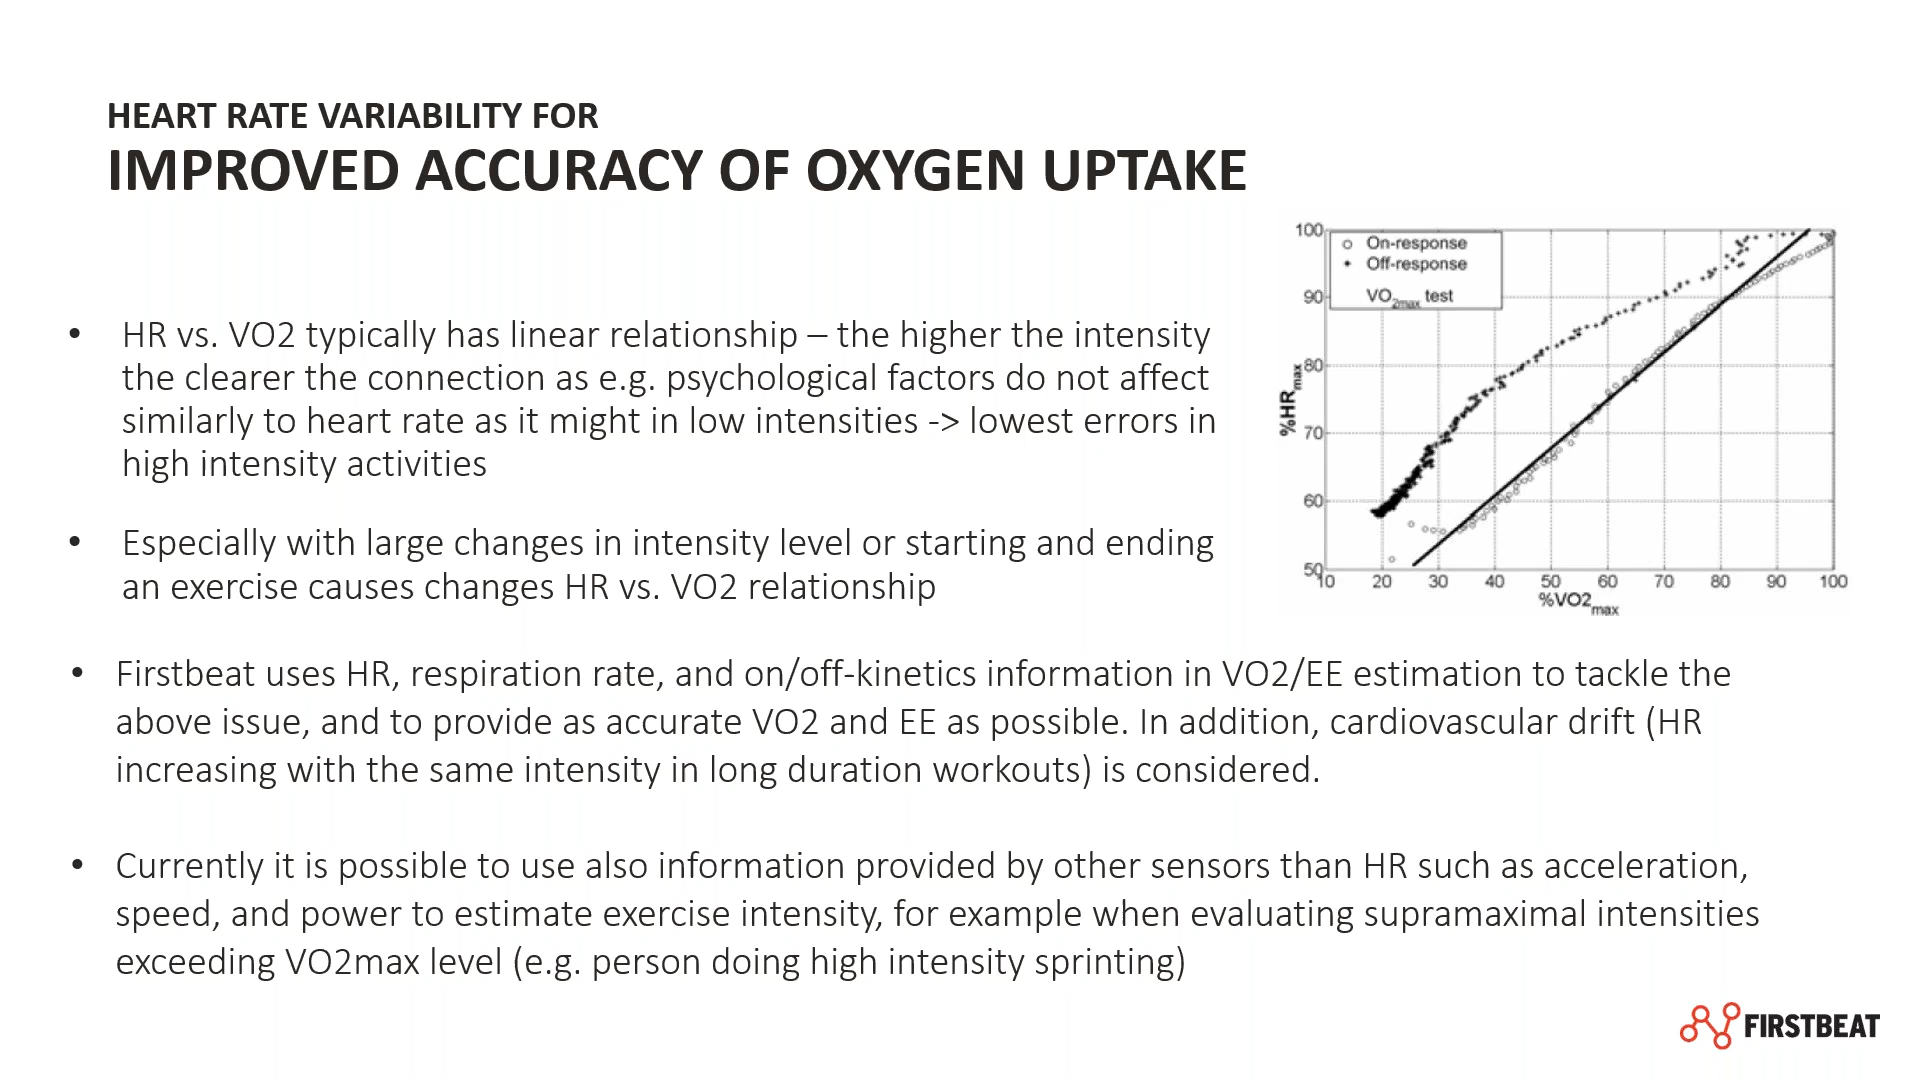 HEART RATE VARIABILITY FOR
IMPROVED ACCURACY OF OXYGEN UPTAKE
• HR vs. VO2 typically has linear relationship – the higher the intensity
the clearer the connection as e.g. psychological factors do not affect
similarly to heart rate as it might in low intensities -> lowest errors in
high intensity activities
• Especially with large changes in intensity level or starting and ending
an exercise causes changes HR vs. VO2 relationship
100
90
80
70
60
50
%HRmax
On-response
Off-response
VO2max test
10 20 30 40 50 60 70 80 90 100
%VO2max
• Firstbeat uses HR, respiration rate, and on/off-kinetics information in VO2/EE estimation to tackle the
above issue, and to provide as accurate VO2 and EE as possible. In addition, cardiovascular drift (HR
increasing with the same intensity in long duration workouts) is considered.
• Currently it is possible to use also information provided by other sensors than HR such as acceleration,
speed, and power to estimate exercise intensity, for example when evaluating supramaximal intensities
exceeding VO2max level (e.g. person doing high intensity sprinting)
FIRSTBEAT